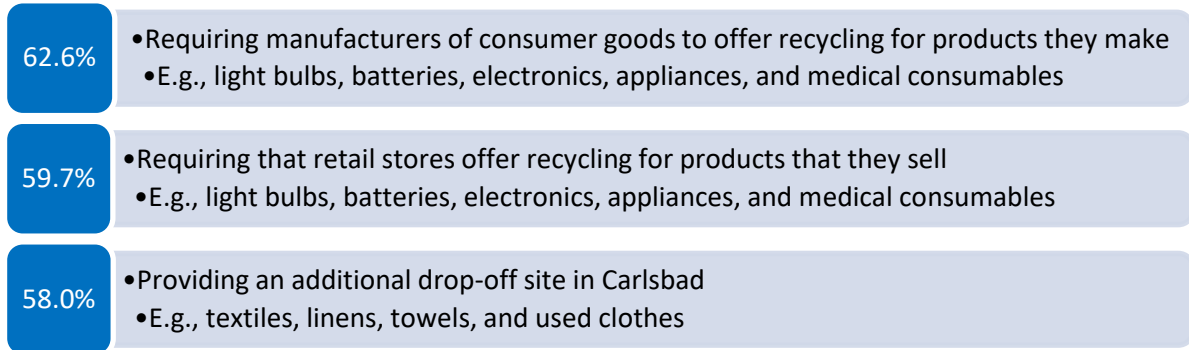 62.6%
•Requiring manufacturers of consumer goods to offer recycling for products they make
•E.g., light bulbs, batteries, electronics, appliances, and medical consumables
59.7%
•Requiring that retail stores offer recycling for products that they sell
•E.g., light bulbs, batteries, electronics, appliances, and medical consumables
58.0%
•Providing an additional drop-off site in Carlsbad
•E.g., textiles, linens, towels, and used clothes